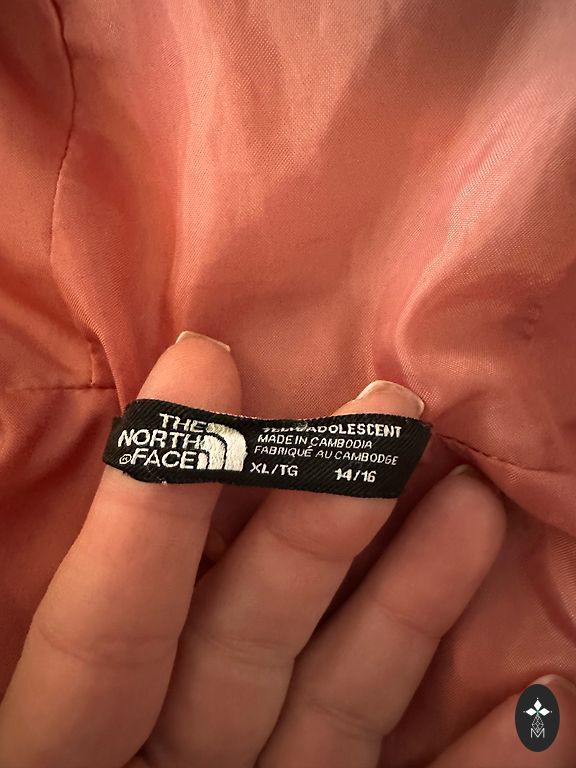 THE
NORTH
FACE
ADOLESCENT
MADE IN CAMBODIA
FABRIQUÉ AU CAMBODGE
XL/TG 14/16
M